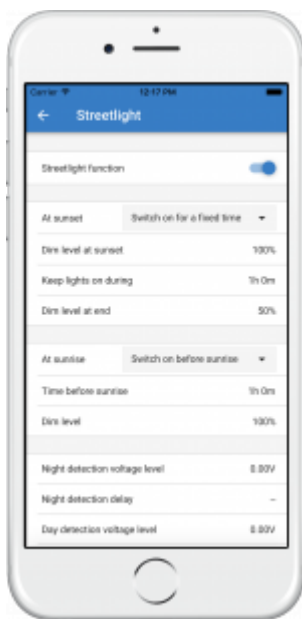 Carrier 12:17 PM
Streetlight
Streetlight function
At sunset Switch on for a fixed time
Dim level at sunset 100%
Keep lights on during 1h 0m
Dim level at end 50%
At sunrise Switch on before sunrise
Time before sunrise 1h 0m
Dim level 100%
Night detection voltage level 0.00V
Night detection delay --
Day detection voltage level 0.00V